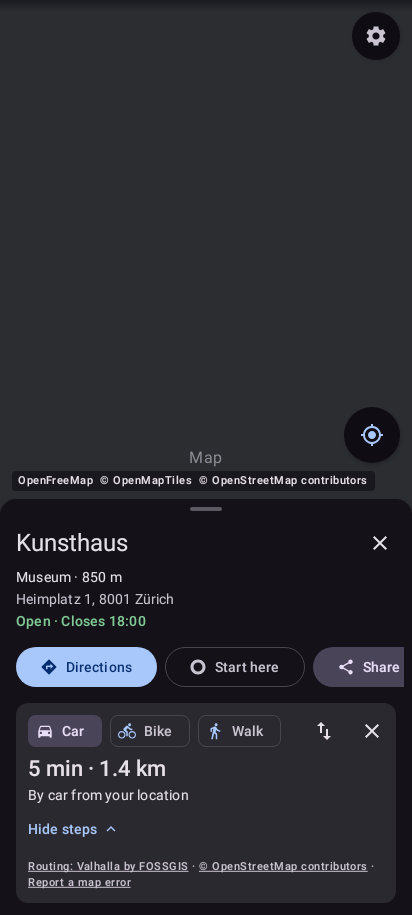 Map
OpenFreeMap © OpenMapTiles © OpenStreetMap contributors
Kunsthaus
Museum · 850 m
Heimplatz 1, 8001 Zürich
Open · Closes 18:00
Directions
Start here
Share
Car
Bike
Walk
5 min · 1.4 km
By car from your location
Hide steps
Routing: Valhalla by FOSSGIS · © OpenStreetMap contributors ·
Report a map error